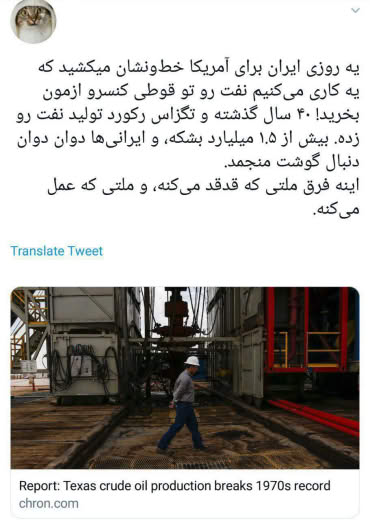 یه روزی ایران برای آمریکا خط‌ونشان میکشید که
یه کاری می‌کنیم نفت رو تو قوطی کنسرو ازمون
بخرید! ۴۰ سال گذشته و تگزاس رکورد تولید نفت رو
زده. بیش از ۱.۵ میلیارد بشکه، و ایرانی‌ها دوان دوان
دنبال گوشت منجمد.
اینه فرق ملتی که قدقد می‌کنه، و ملتی که عمل
می‌کنه.
Translate Tweet
Report: Texas crude oil production breaks 1970s record
chron.com